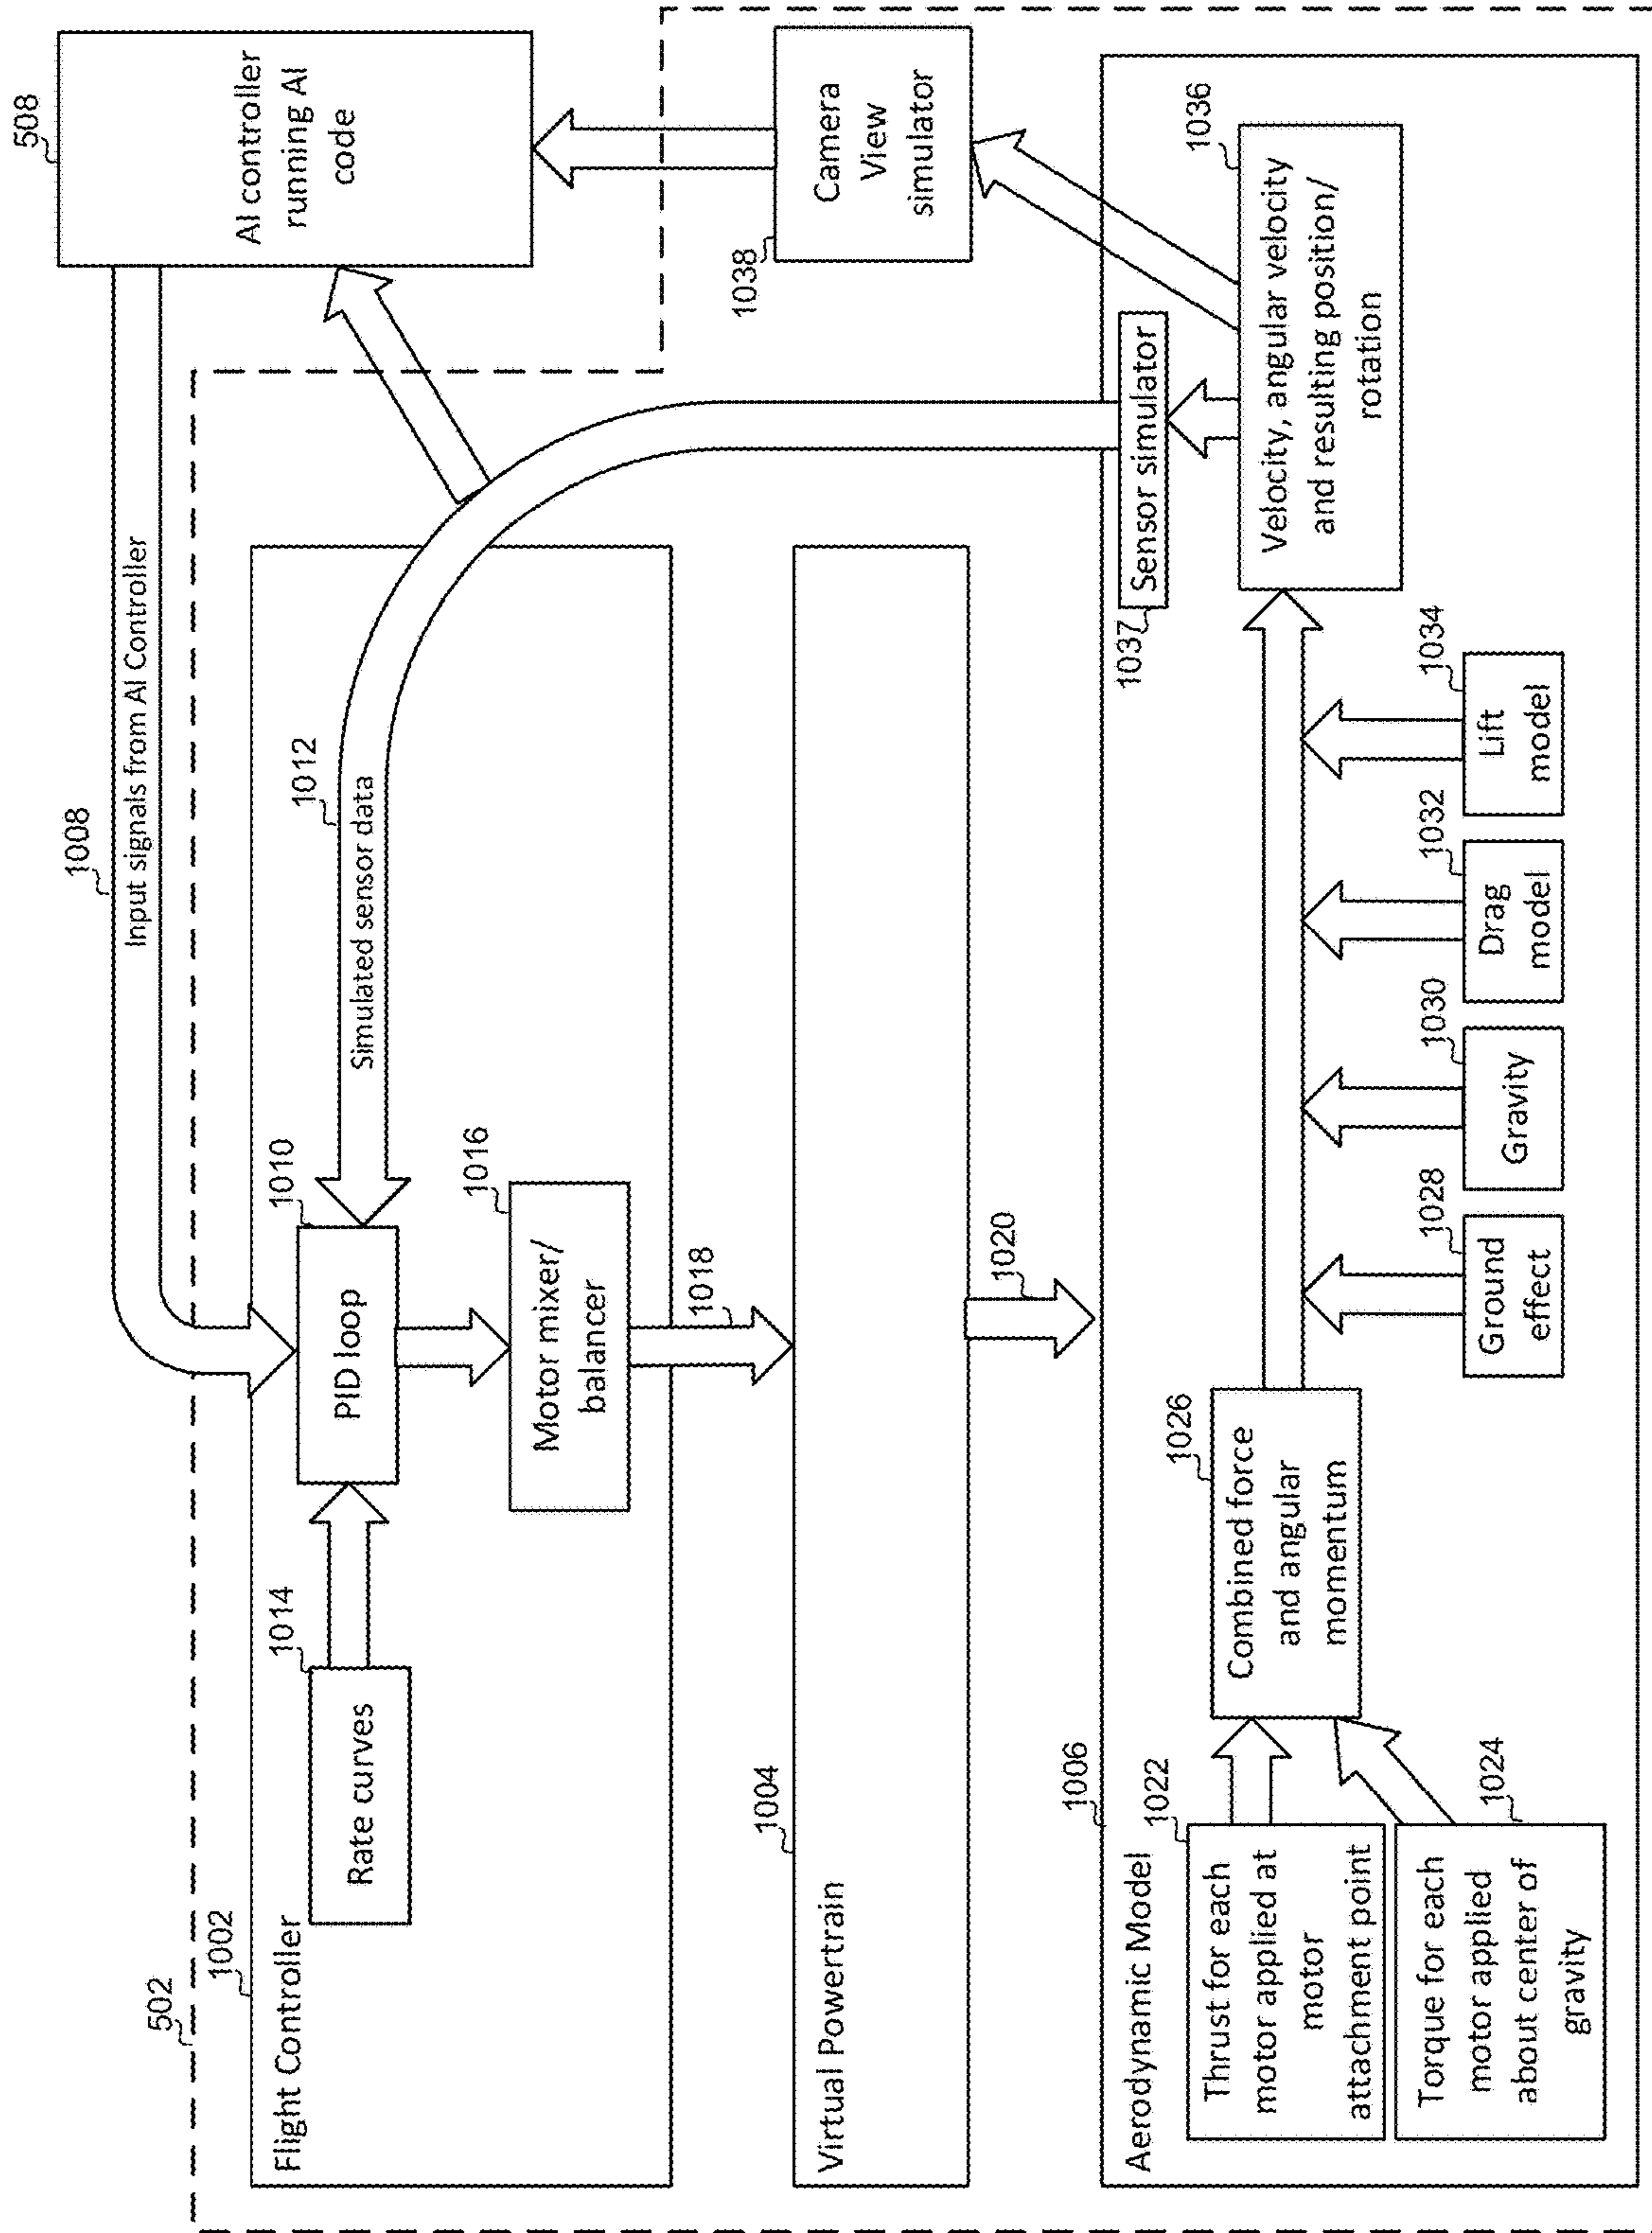 508
AI controller
running AI
code
1008
Input signals from AI Controller
502
1002
Flight Controller
1014
Rate curves
1010
PID loop
1012
Simulated sensor data
1016
Motor mixer/
balancer
1018
1038
Camera
View
simulator
1004
Virtual Powertrain
1020
1006
Aerodynamic Model
1022
Thrust for each
motor applied at
motor
attachment point
1024
Torque for each
motor applied
about center of
gravity
1026
Combined force
and angular
momentum
1037
Sensor simulator
1036
Velocity, angular velocity
and resulting position/
rotation
1028
Ground
effect
1030
Gravity
1032
Drag
model
1034
Lift
model